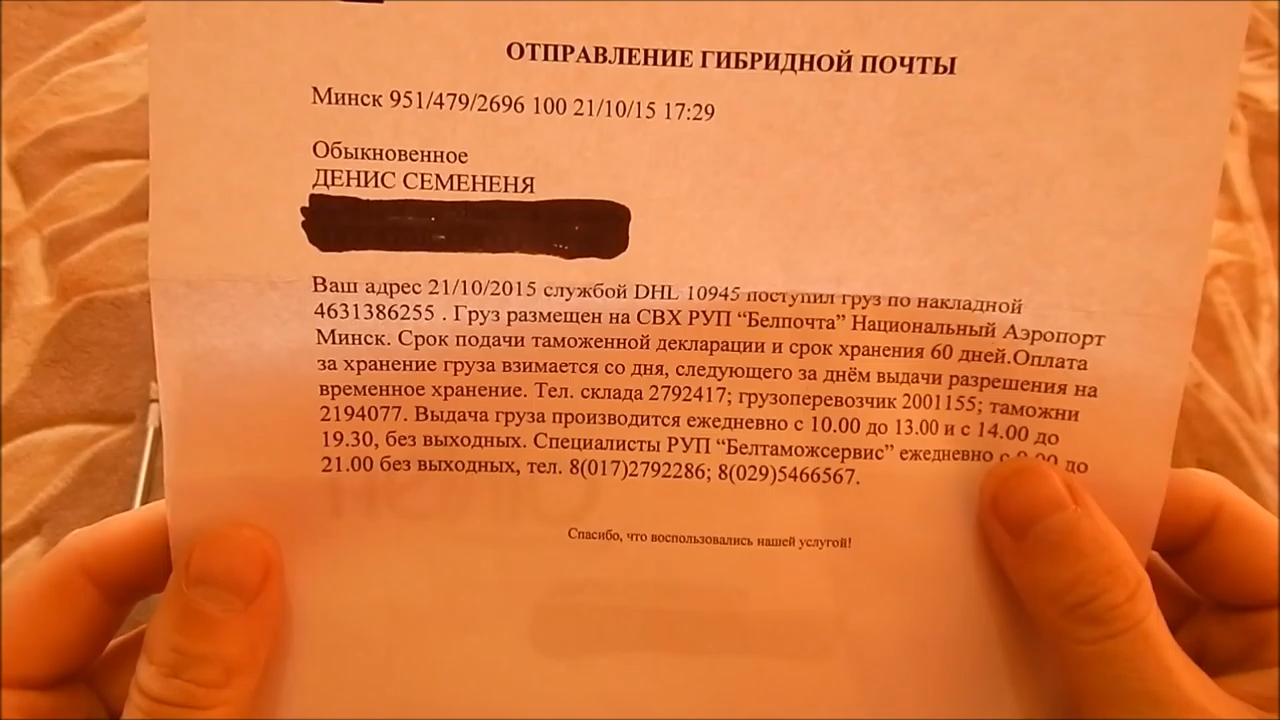 ОТПРАВЛЕНИЕ ГИБРИДНОЙ ПОЧТЫ
Минск 951/479/2696 100 21/10/15 17:29
Обыкновенное
ДЕНИС СЕМЕНЕНЯ
Ваш адрес 21/10/2015 службой DHL 10945 поступил груз по накладной
4631386255 . Груз размещен на СВХ РУП “Белпочта” Национальный Аэропорт
Минск. Срок подачи таможенной декларации и срок хранения 60 дней.Оплата
за хранение груза взимается со дня, следующего за днём выдачи разрешения на
временное хранение. Тел. склада 2792417; грузоперевозчик 2001155; таможни
2194077. Выдача груза производится ежедневно с 10.00 до 13.00 и с 14.00 до
19.30, без выходных. Специалисты РУП “Белтаможсервис” ежедневно с до
21.00 без выходных, тел. 8(017)2792286; 8(029)5466567.
Спасибо, что воспользовались нашей услугой!